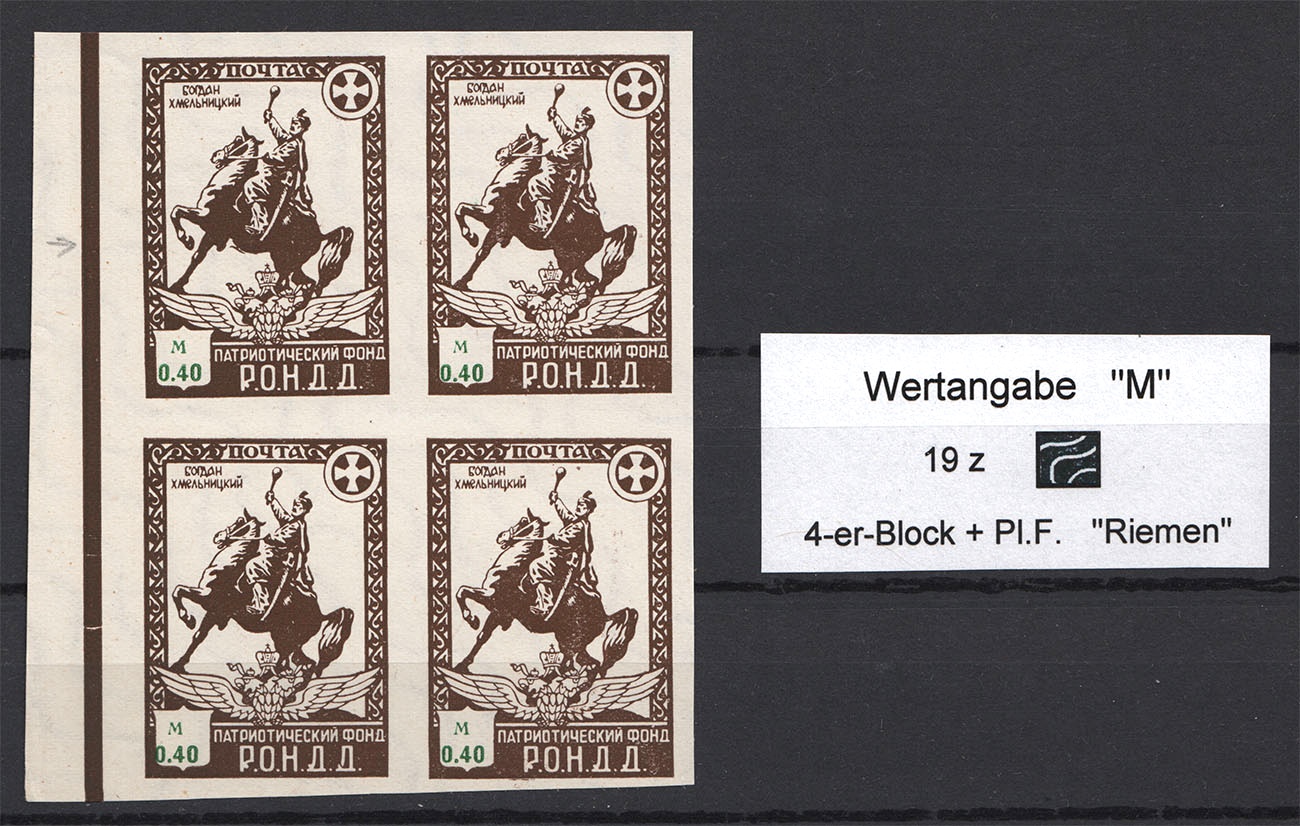 ПОЧТА
БОГДАН
ХМЕЛЬНИЦКИЙ
М
0.40
ПАТРИОТИЧЕСКИЙ ФОНД
Р.О.Н.Д.Д.
ПОЧТА
БОГДАН
ХМЕЛЬНИЦКИЙ
М
0.40
ПАТРИОТИЧЕСКИЙ ФОНД
Р.О.Н.Д.Д.
ПОЧТА
БОГДАН
ХМЕЛЬНИЦКИЙ
М
0.40
ПАТРИОТИЧЕСКИЙ ФОНД
Р.О.Н.Д.Д.
ПОЧТА
БОГДАН
ХМЕЛЬНИЦКИЙ
М
0.40
ПАТРИОТИЧЕСКИЙ ФОНД
Р.О.Н.Д.Д.
Wertangabe "M"
19 z
4-er-Block + Pl.F. "Riemen"